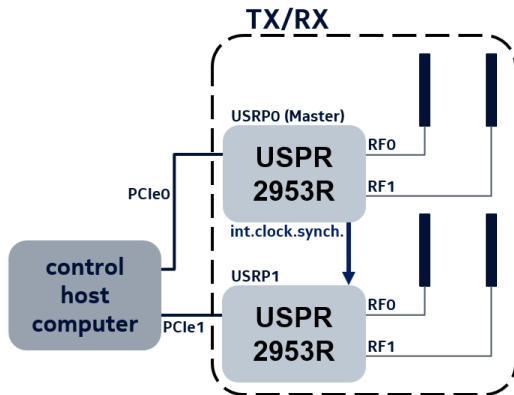 TX/RX
USRP0 (Master)
USPR
2953R
RF0
RF1
PCIe0
int.clock.synch.
USRP1
control
host
computer
PCIe1
USPR
2953R
RF0
RF1